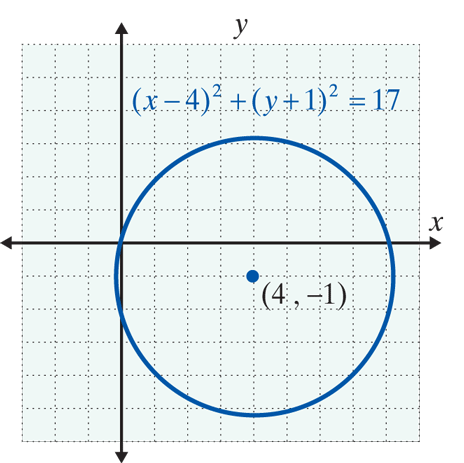 y
(x – 4)² + (y + 1)² = 17
x
(4 , –1)